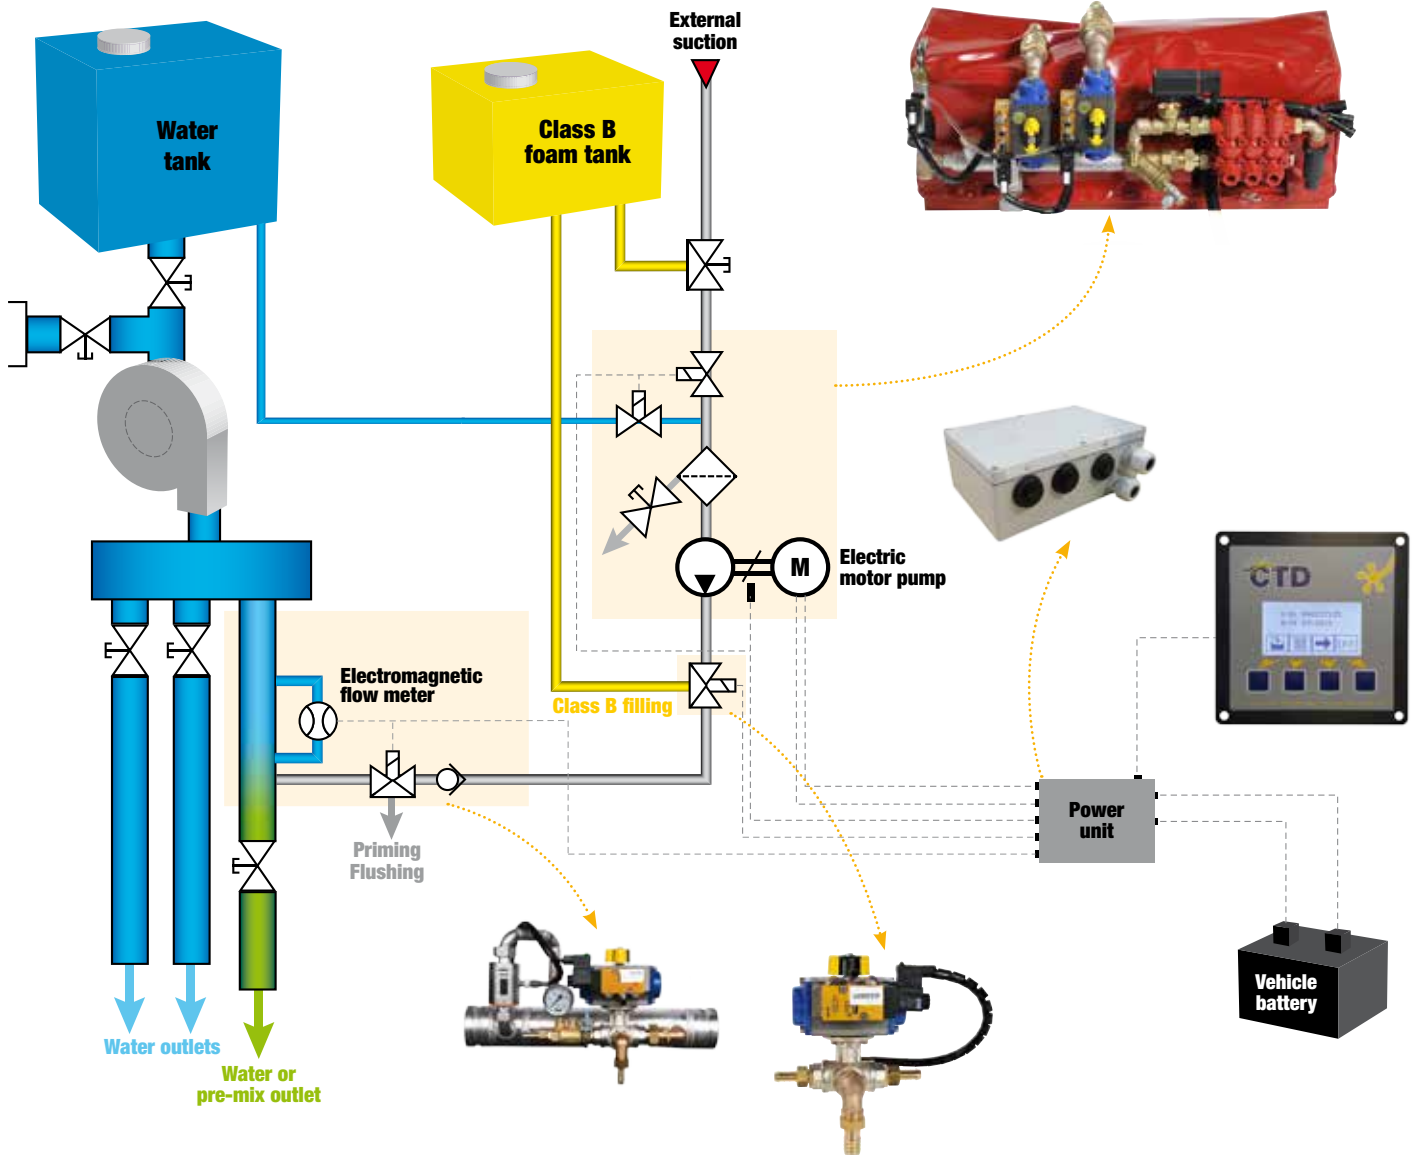 External
suction
Water
tank
Class B
foam tank
M
Electric
motor pump
CTD
Electromagnetic
flow meter
Class B filling
Power
unit
Priming
Flushing
Vehicle
battery
Water outlets
Water or
pre-mix outlet